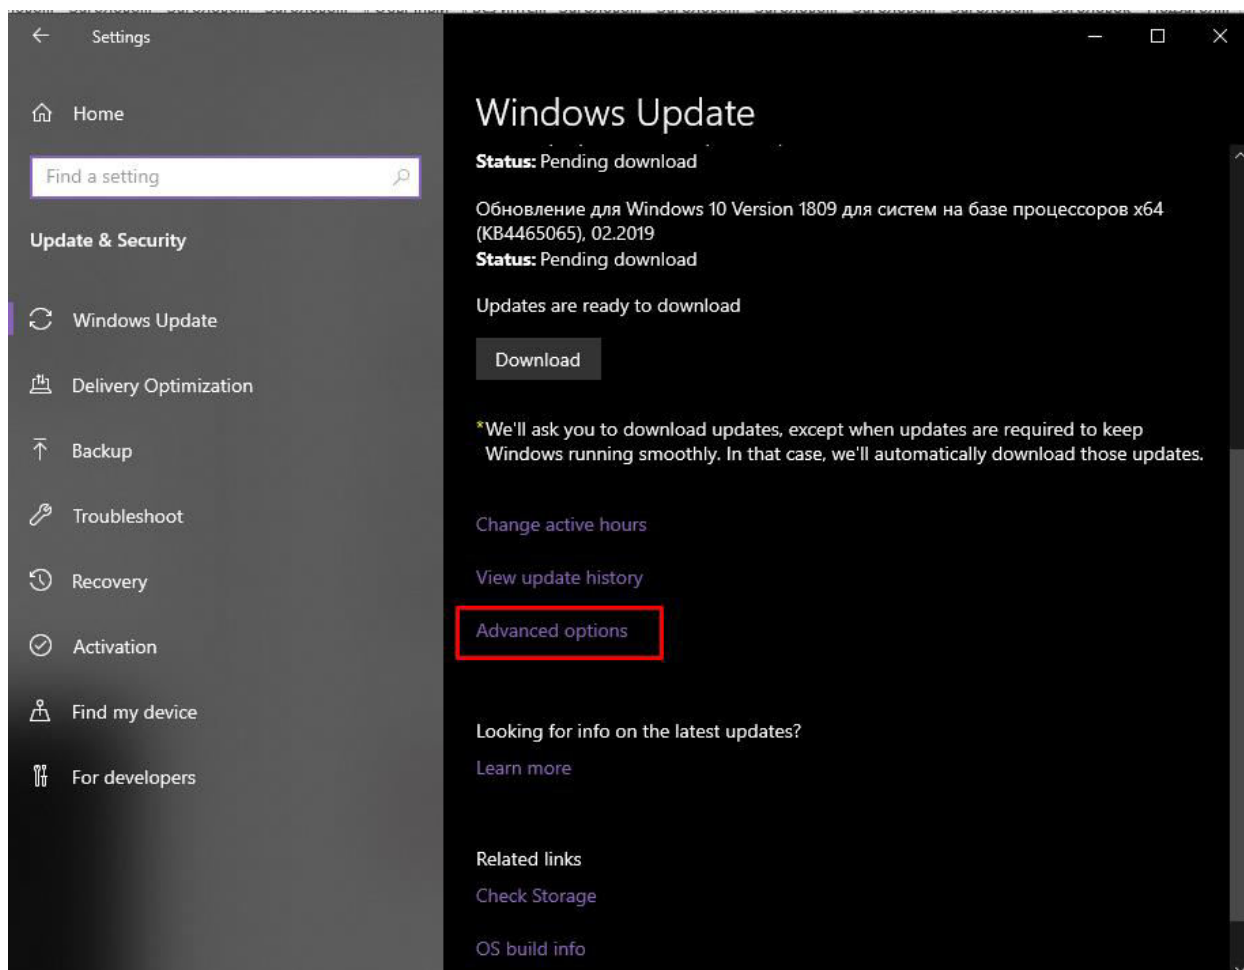 Settings
Home
Find a setting
Update & Security
Windows Update
Delivery Optimization
Backup
Troubleshoot
Recovery
Activation
Find my device
For developers
Windows Update
Status: Pending download
Обновление для Windows 10 Version 1809 для систем на базе процессоров x64
(KB4465065), 02.2019
Status: Pending download
Updates are ready to download
Download
*We'll ask you to download updates, except when updates are required to keep
Windows running smoothly. In that case, we'll automatically download those updates.
Change active hours
View update history
Advanced options
Looking for info on the latest updates?
Learn more
Related links
Check Storage
OS build info